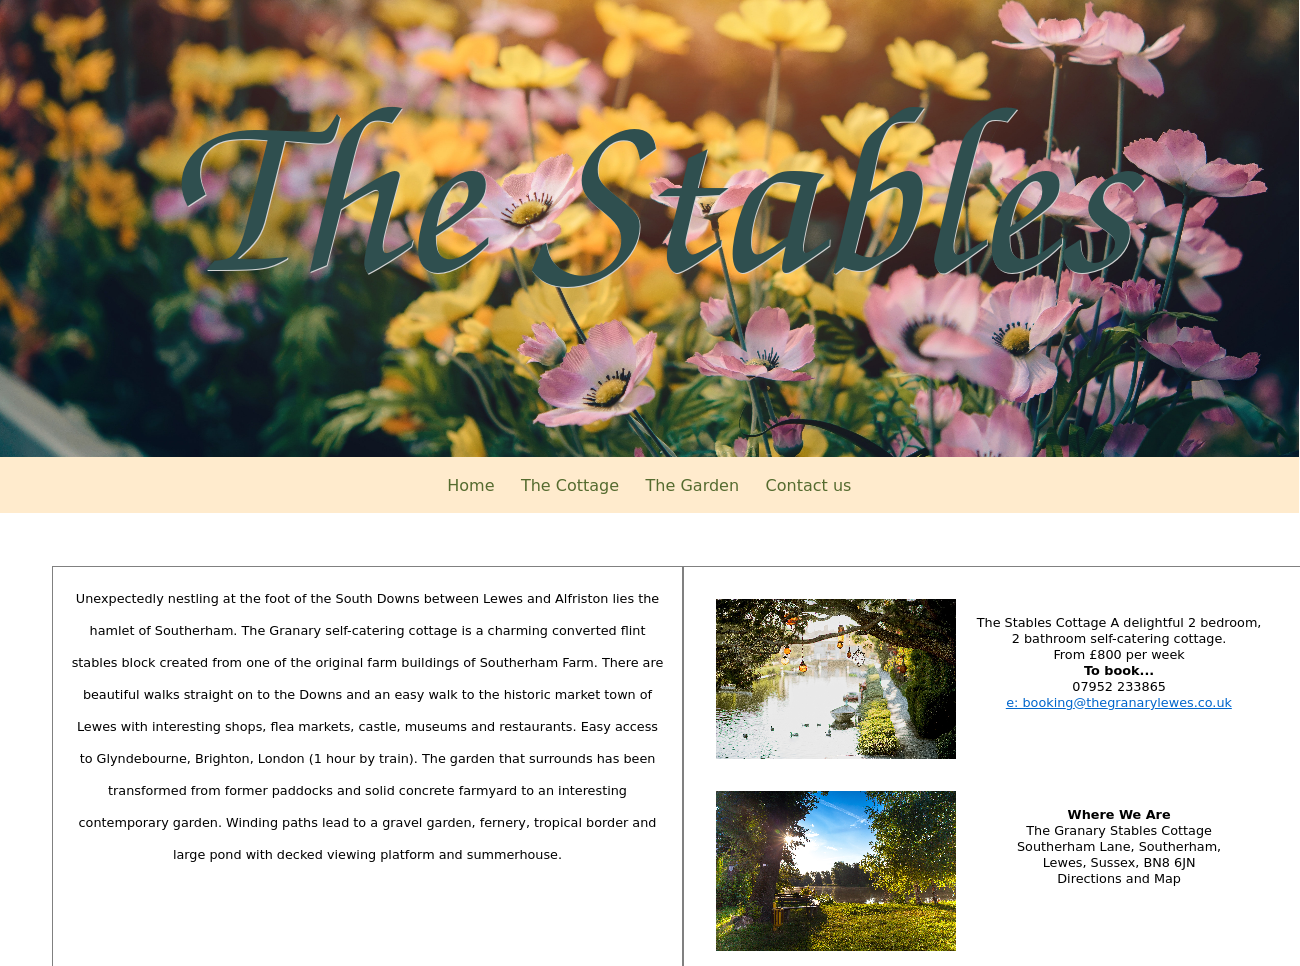 The Stables
Home The Cottage The Garden Contact us
Unexpectedly nestling at the foot of the South Downs between Lewes and Alfriston lies the
hamlet of Southerham. The Granary self-catering cottage is a charming converted flint
stables block created from one of the original farm buildings of Southerham Farm. There are
beautiful walks straight on to the Downs and an easy walk to the historic market town of
Lewes with interesting shops, flea markets, castle, museums and restaurants. Easy access
to Glyndebourne, Brighton, London (1 hour by train). The garden that surrounds has been
transformed from former paddocks and solid concrete farmyard to an interesting
contemporary garden. Winding paths lead to a gravel garden, fernery, tropical border and
large pond with decked viewing platform and summerhouse.
The Stables Cottage A delightful 2 bedroom,
2 bathroom self-catering cottage.
From £800 per week
To book...
07952 233865
e: booking@thegranarylewes.co.uk
Where We Are
The Granary Stables Cottage
Southerham Lane, Southerham,
Lewes, Sussex, BN8 6JN
Directions and Map